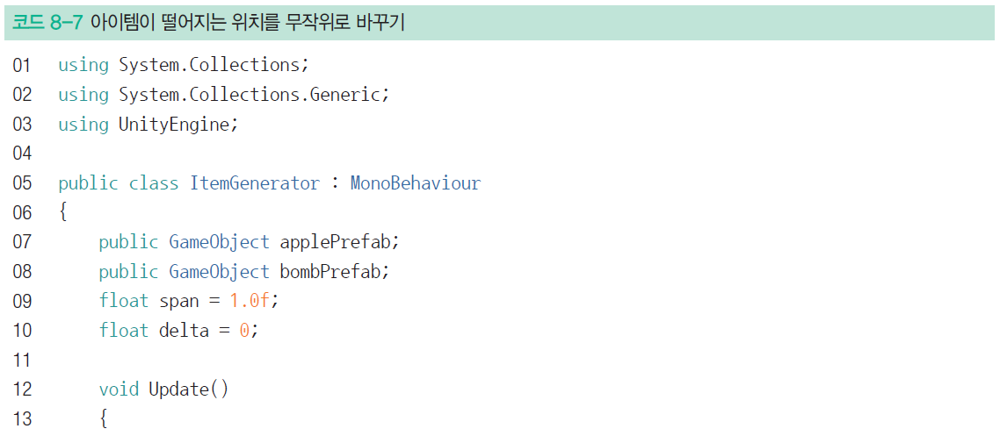 코드 8-7 아이템이 떨어지는 위치를 무작위로 바꾸기
01 using System.Collections;
02 using System.Collections.Generic;
03 using UnityEngine;
04
05 public class ItemGenerator : MonoBehaviour
06 {
07 public GameObject applePrefab;
08 public GameObject bombPrefab;
09 float span = 1.0f;
10 float delta = 0;
11
12 void Update()
13 {